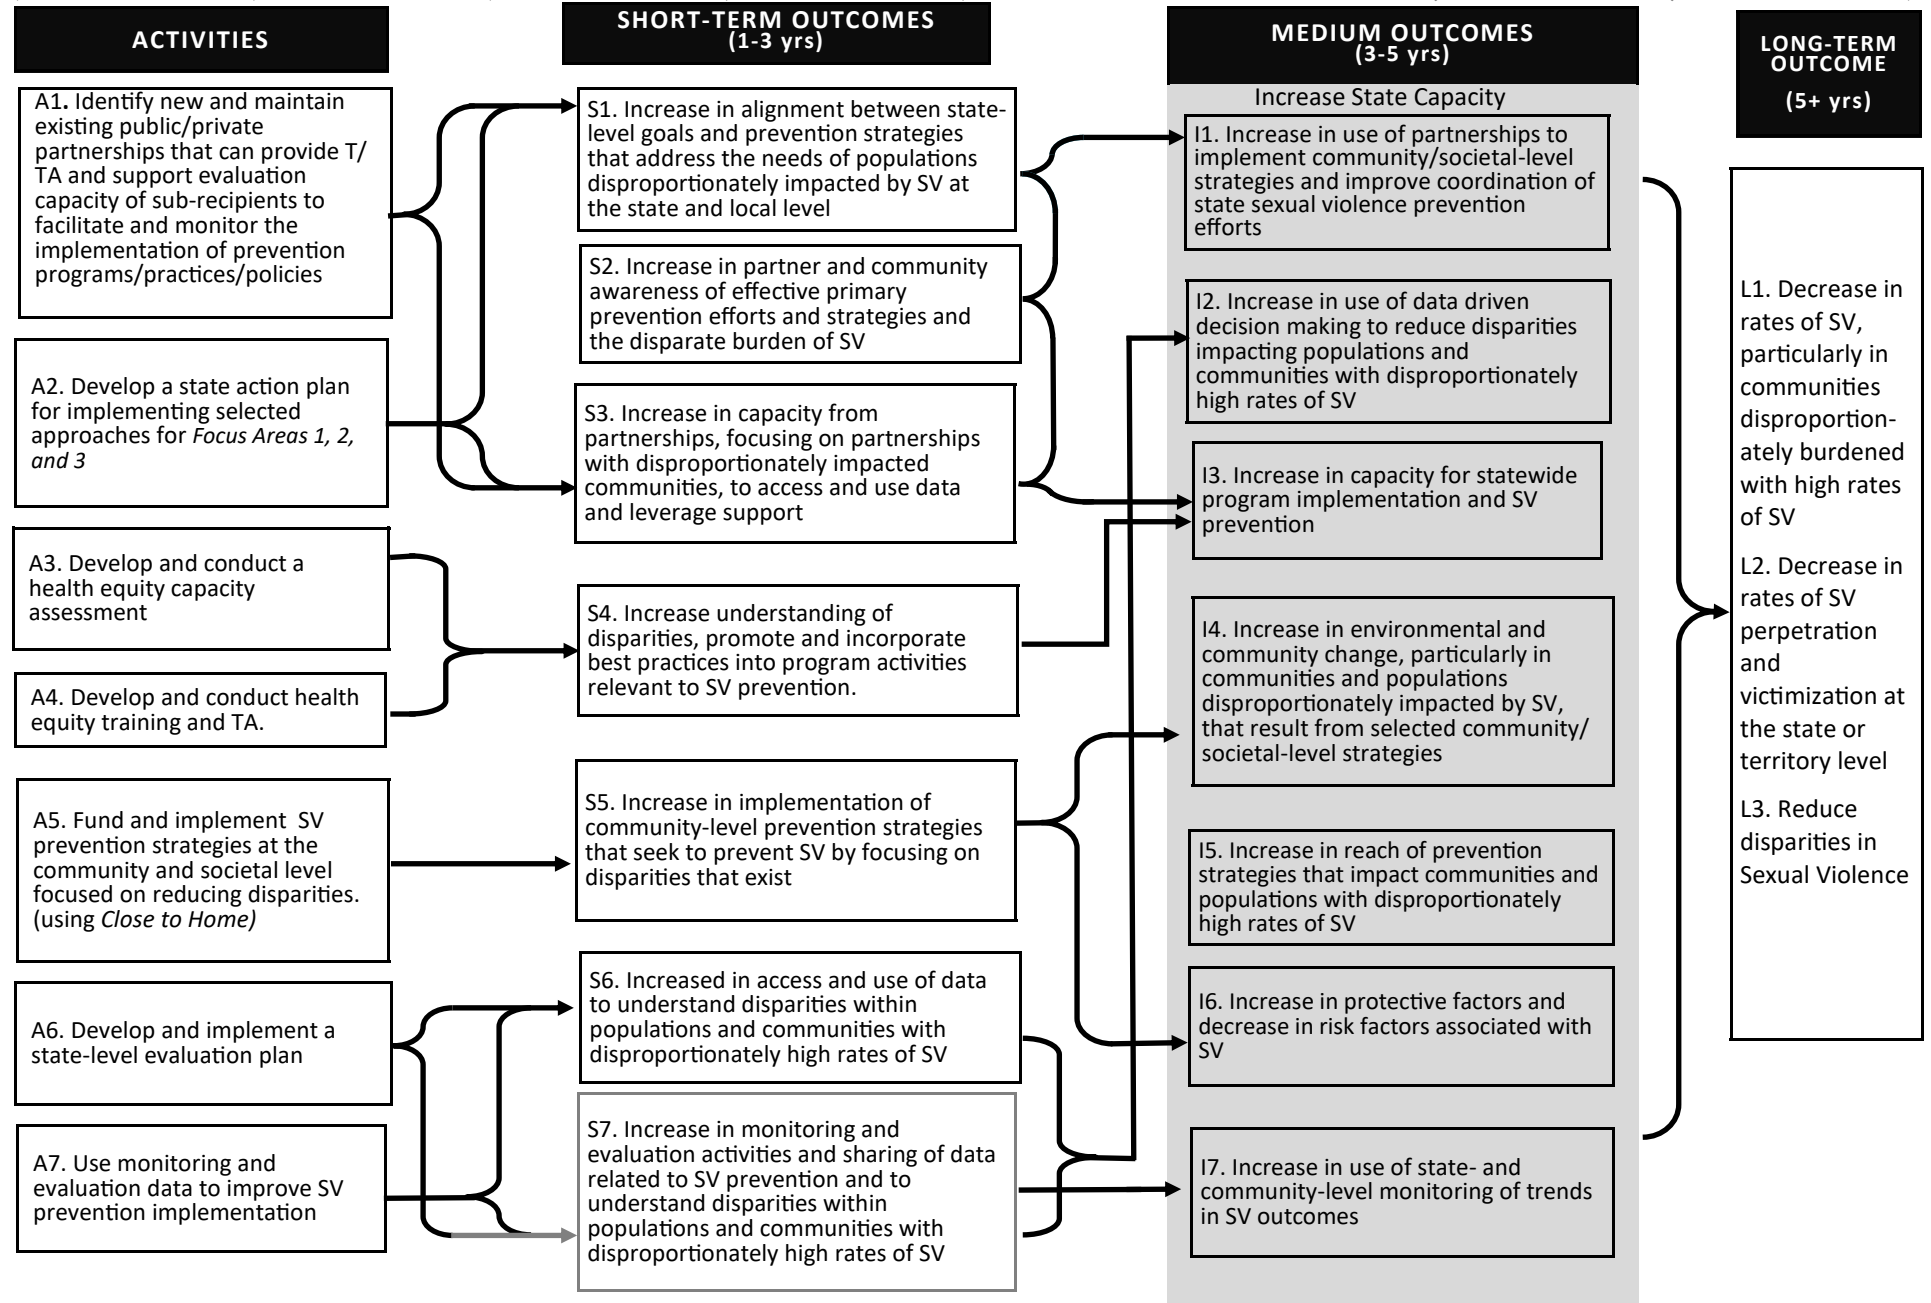 ACTIVITIES
SHORT-TERM OUTCOMES
(1-3 yrs)
MEDIUM OUTCOMES
(3-5 yrs)
LONG-TERM
OUTCOME
(5+ yrs)
A1. Identify new and maintain
existing public/private
partnerships that can provide T/
TA and support evaluation
capacity of sub-recipients to
facilitate and monitor the
implementation of prevention
programs/practices/policies
A2. Develop a state action plan
for implementing selected
approaches for Focus Areas 1, 2,
and 3
A3. Develop and conduct a
health equity capacity
assessment
A4. Develop and conduct health
equity training and TA.
A5. Fund and implement SV
prevention strategies at the
community and societal level
focused on reducing disparities.
(using Close to Home)
A6. Develop and implement a
state-level evaluation plan
A7. Use monitoring and
evaluation data to improve SV
prevention implementation
S1. Increase in alignment between state-
level goals and prevention strategies
that address the needs of populations
disproportionately impacted by SV at
the state and local level
S2. Increase in partner and community
awareness of effective primary
prevention efforts and strategies and
the disparate burden of SV
S3. Increase in capacity from
partnerships, focusing on partnerships
with disproportionately impacted
communities, to access and use data
and leverage support
S4. Increase understanding of
disparities, promote and incorporate
best practices into program activities
relevant to SV prevention.
S5. Increase in implementation of
community-level prevention strategies
that seek to prevent SV by focusing on
disparities that exist
S6. Increased in access and use of data
to understand disparities within
populations and communities with
disproportionately high rates of SV
S7. Increase in monitoring and
evaluation activities and sharing of data
related to SV prevention and to
understand disparities within
populations and communities with
disproportionately high rates of SV
Increase State Capacity
I1. Increase in use of partnerships to
implement community/societal-level
strategies and improve coordination of
state sexual violence prevention
efforts
I2. Increase in use of data driven
decision making to reduce disparities
impacting populations and
communities with disproportionately
high rates of SV
I3. Increase in capacity for statewide
program implementation and SV
prevention
I4. Increase in environmental and
community change, particularly in
communities and populations
disproportionately impacted by SV,
that result from selected community/
societal-level strategies
I5. Increase in reach of prevention
strategies that impact communities and
populations with disproportionately
high rates of SV
I6. Increase in protective factors and
decrease in risk factors associated with
SV
I7. Increase in use of state- and
community-level monitoring of trends
in SV outcomes
L1. Decrease in
rates of SV,
particularly in
communities
disproportion-
ately burdened
with high rates
of SV
L2. Decrease in
rates of SV
perpetration
and
victimization at
the state or
territory level
L3. Reduce
disparities in
Sexual Violence